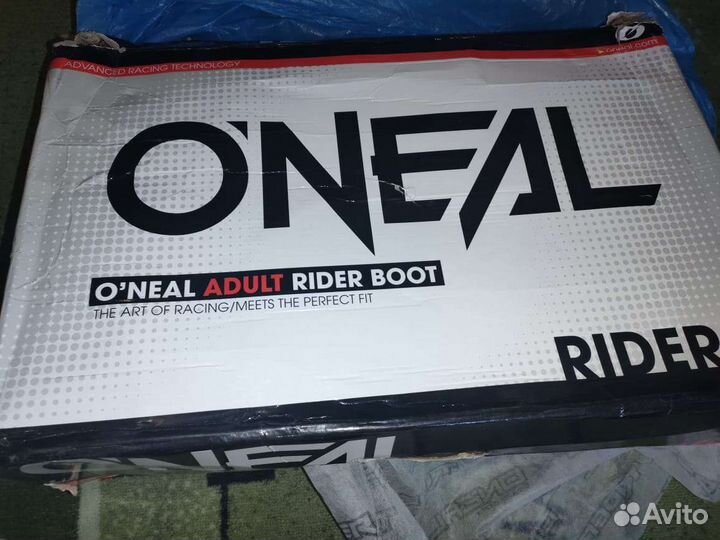 ADVANCED RACING TECHNOLOGY
oneal.com
O'NEAL
O'NEAL ADULT RIDER BOOT
THE ART OF RACING/MEETS THE PERFECT FIT
RIDER
O'NEAL
Avito